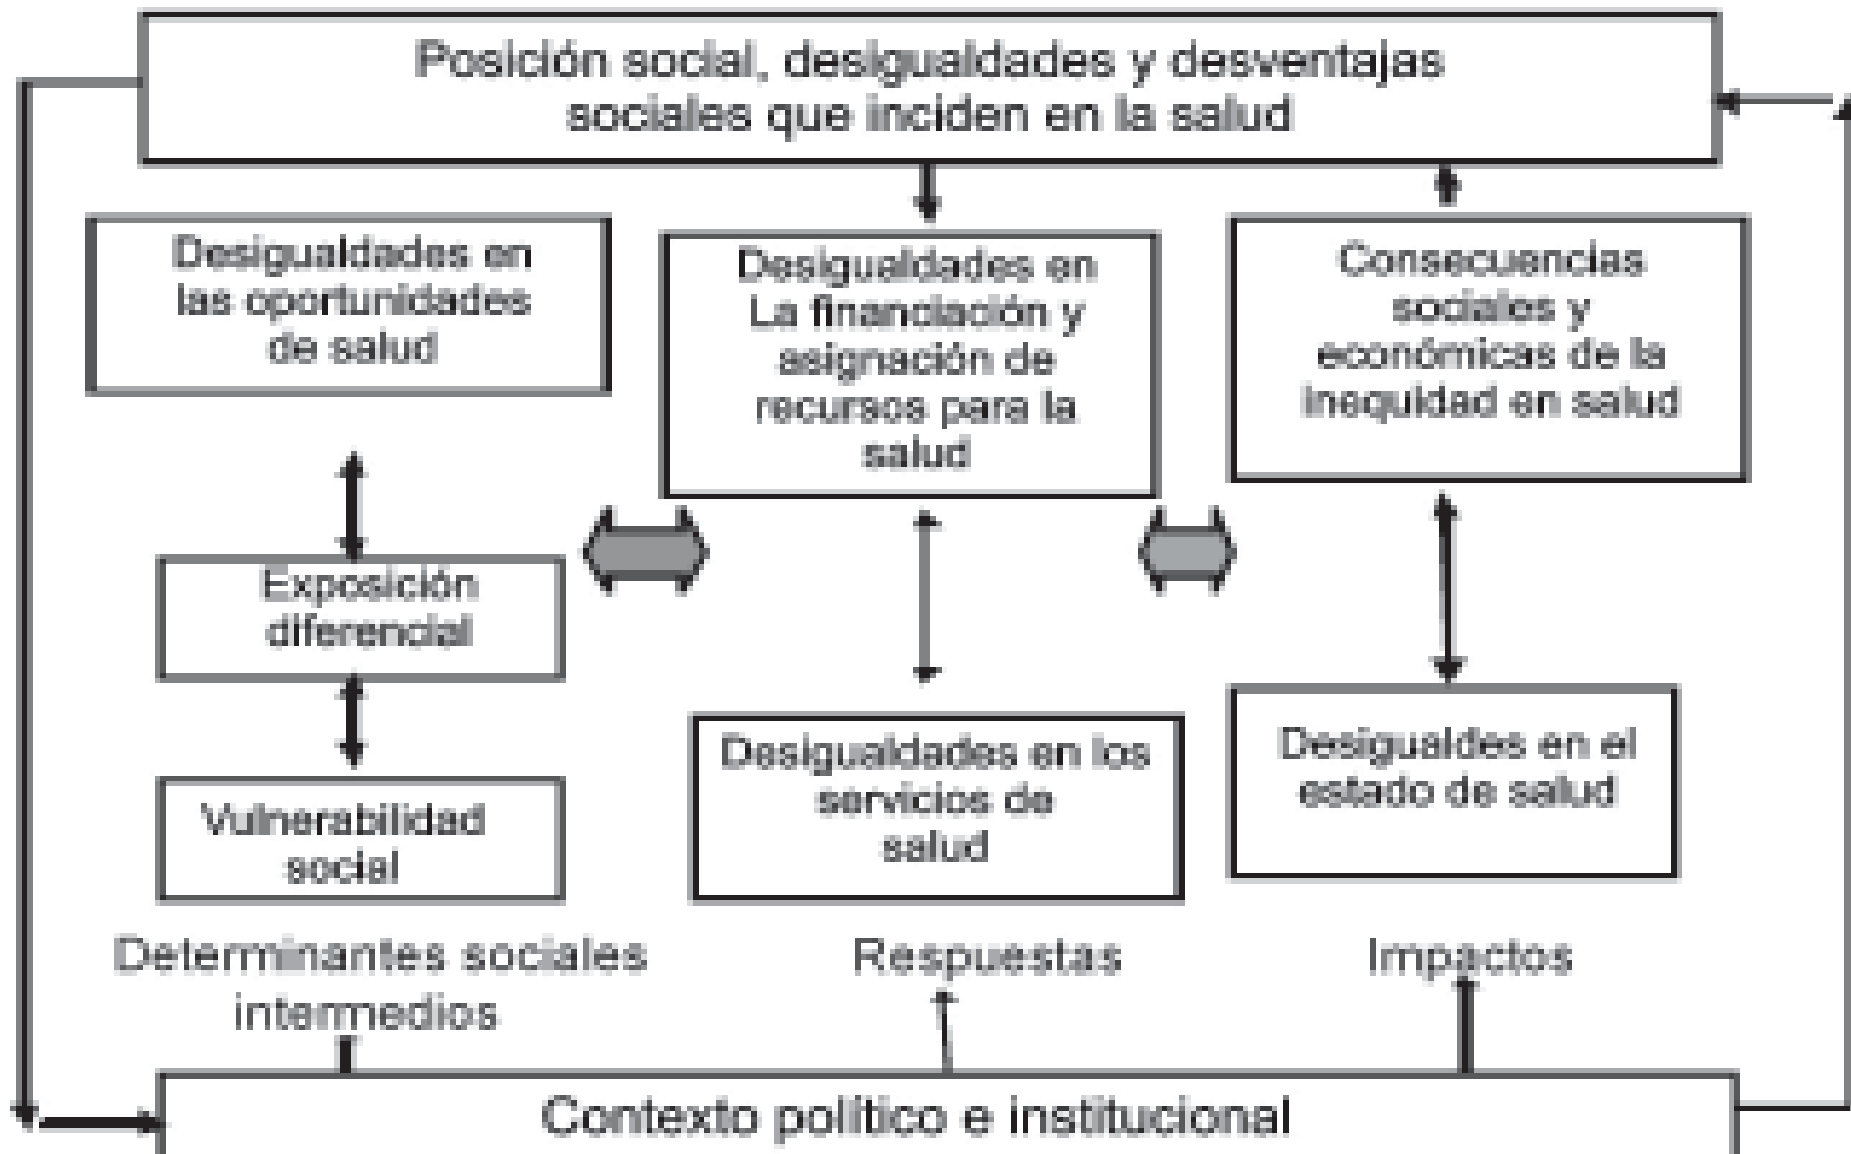 Posición social, desigualdades y desventajas
sociales que inciden en la salud
Desigualdades en
las oportunidades
de salud
Desigualdades en
La financiación y
asignación de
recursos para la
salud
Consecuencias
sociales y
económicas de la
inequidad en salud
Exposición
diferencial
Vulnerabilidad
social
Desigualdades en los
servicios de
salud
Desigualdes en el
estado de salud
Determinantes sociales
intermedios
Respuestas
Impactos
Contexto político e institucional